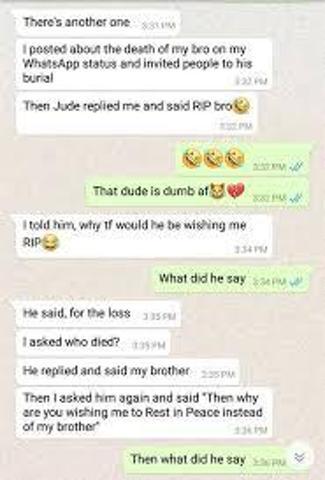 There's another one 3:31 PM
I posted about the death of my bro on my
WhatsApp status and invited people to his
burial 3:32 PM
Then Jude replied me and said RIP bro🤣
3:32 PM
🤣🤣🤣 3:32 PM
That dude is dumb af😹💔 3:32 PM
I told him, why tf would he be wishing me
RIP😂 3:34 PM
What did he say 3:34 PM
He said, for the loss 3:35 PM
I asked who died? 3:35 PM
He replied and said my brother 3:35 PM
Then I asked him again and said "Then why
are you wishing me to Rest in Peace instead
of my brother" 3:36 PM
Then what did he say 3:36 PM